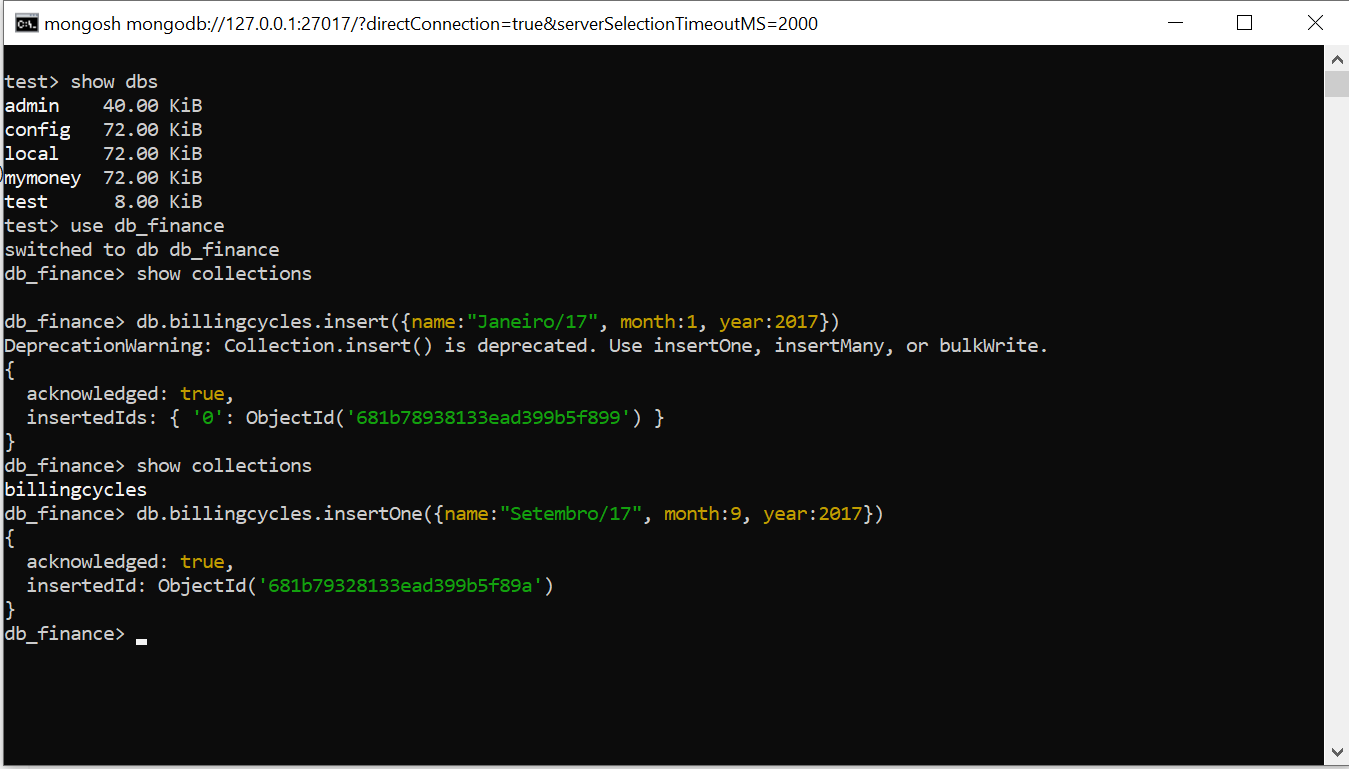 mongosh mongodb://127.0.0.1:27017/?directConnection=true&serverSelectionTimeoutMS=2000
test> show dbs
admin    40.00 KiB
config   72.00 KiB
local    72.00 KiB
mymoney  72.00 KiB
test      8.00 KiB
test> use db_finance
switched to db db_finance
db_finance> show collections
db_finance> db.billingcycles.insert({name:"Janeiro/17", month:1, year:2017})
DeprecationWarning: Collection.insert() is deprecated. Use insertOne, insertMany, or bulkWrite.
{
  acknowledged: true,
  insertedIds: { '0': ObjectId('681b78938133ead399b5f899') }
}
db_finance> show collections
billingcycles
db_finance> db.billingcycles.insertOne({name:"Setembro/17", month:9, year:2017})
{
  acknowledged: true,
  insertedId: ObjectId('681b79328133ead399b5f89a')
}
db_finance>